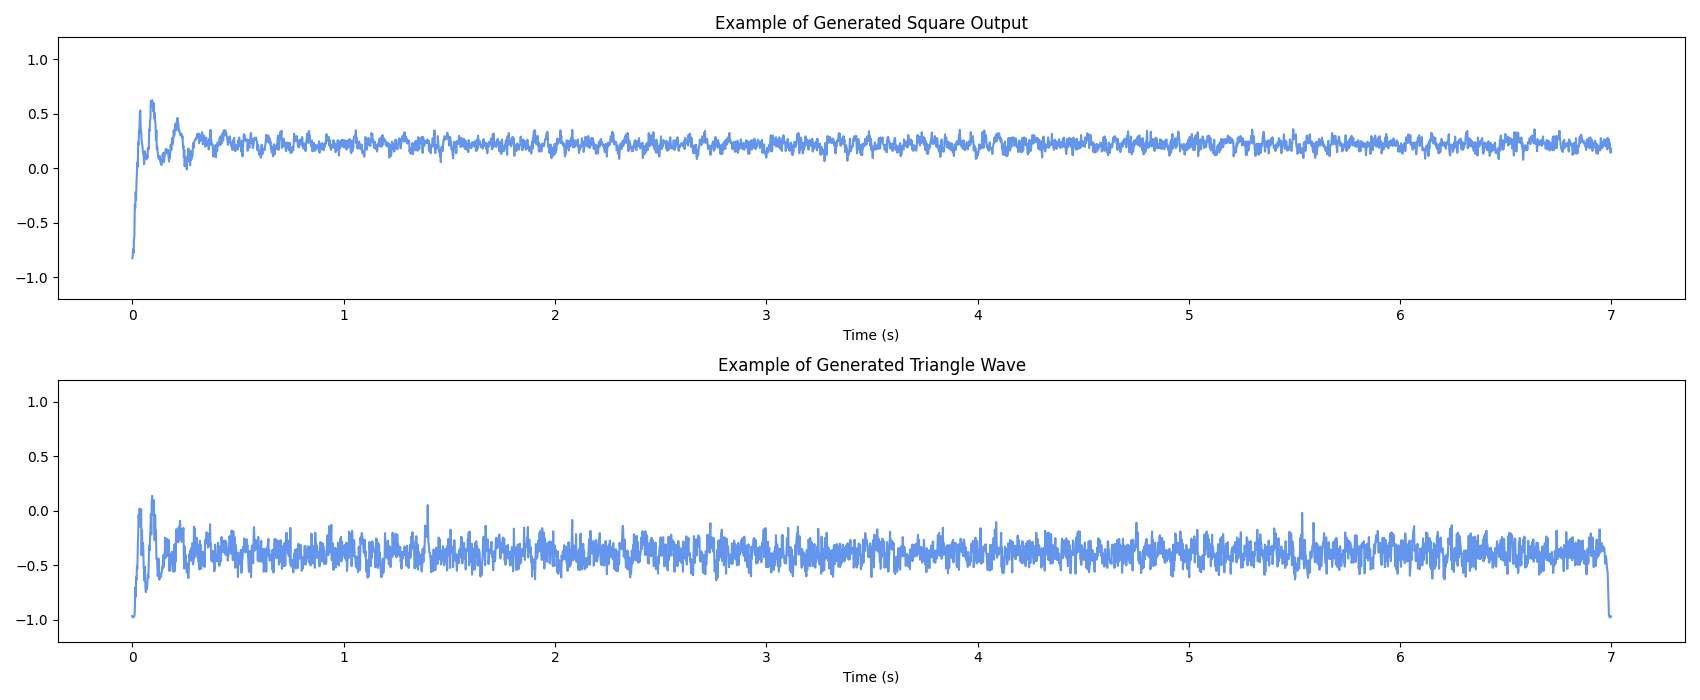 Example of Generated Square Output
1.0
0.5
0.0
−0.5
−1.0
0 1 2 3 4 5 6 7
Time (s)
Example of Generated Triangle Wave
1.0
0.5
0.0
−0.5
−1.0
0 1 2 3 4 5 6 7
Time (s)